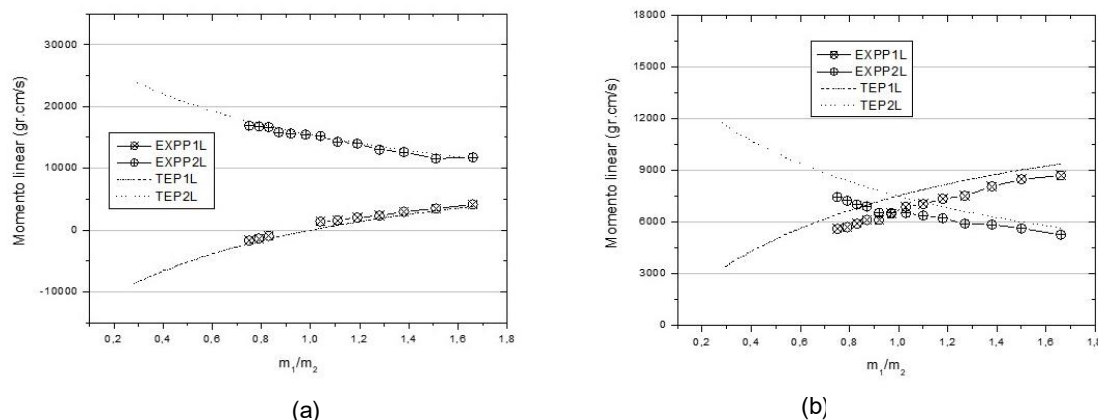 30000
20000
10000
0
-10000
Momento linear (gr.cm/s)
EXPP1L
EXPP2L
TEP1L
TEP2L
0,2 0,4 0,6 0,8 1,0 1,2 1,4 1,6 1,8
m1/m2
(a)
18000
15000
12000
9000
6000
3000
0
Momento linear (gr.cm/s)
EXPP1L
EXPP2L
TEP1L
TEP2L
0,2 0,4 0,6 0,8 1,0 1,2 1,4 1,6 1,8
m1/m2
(b)